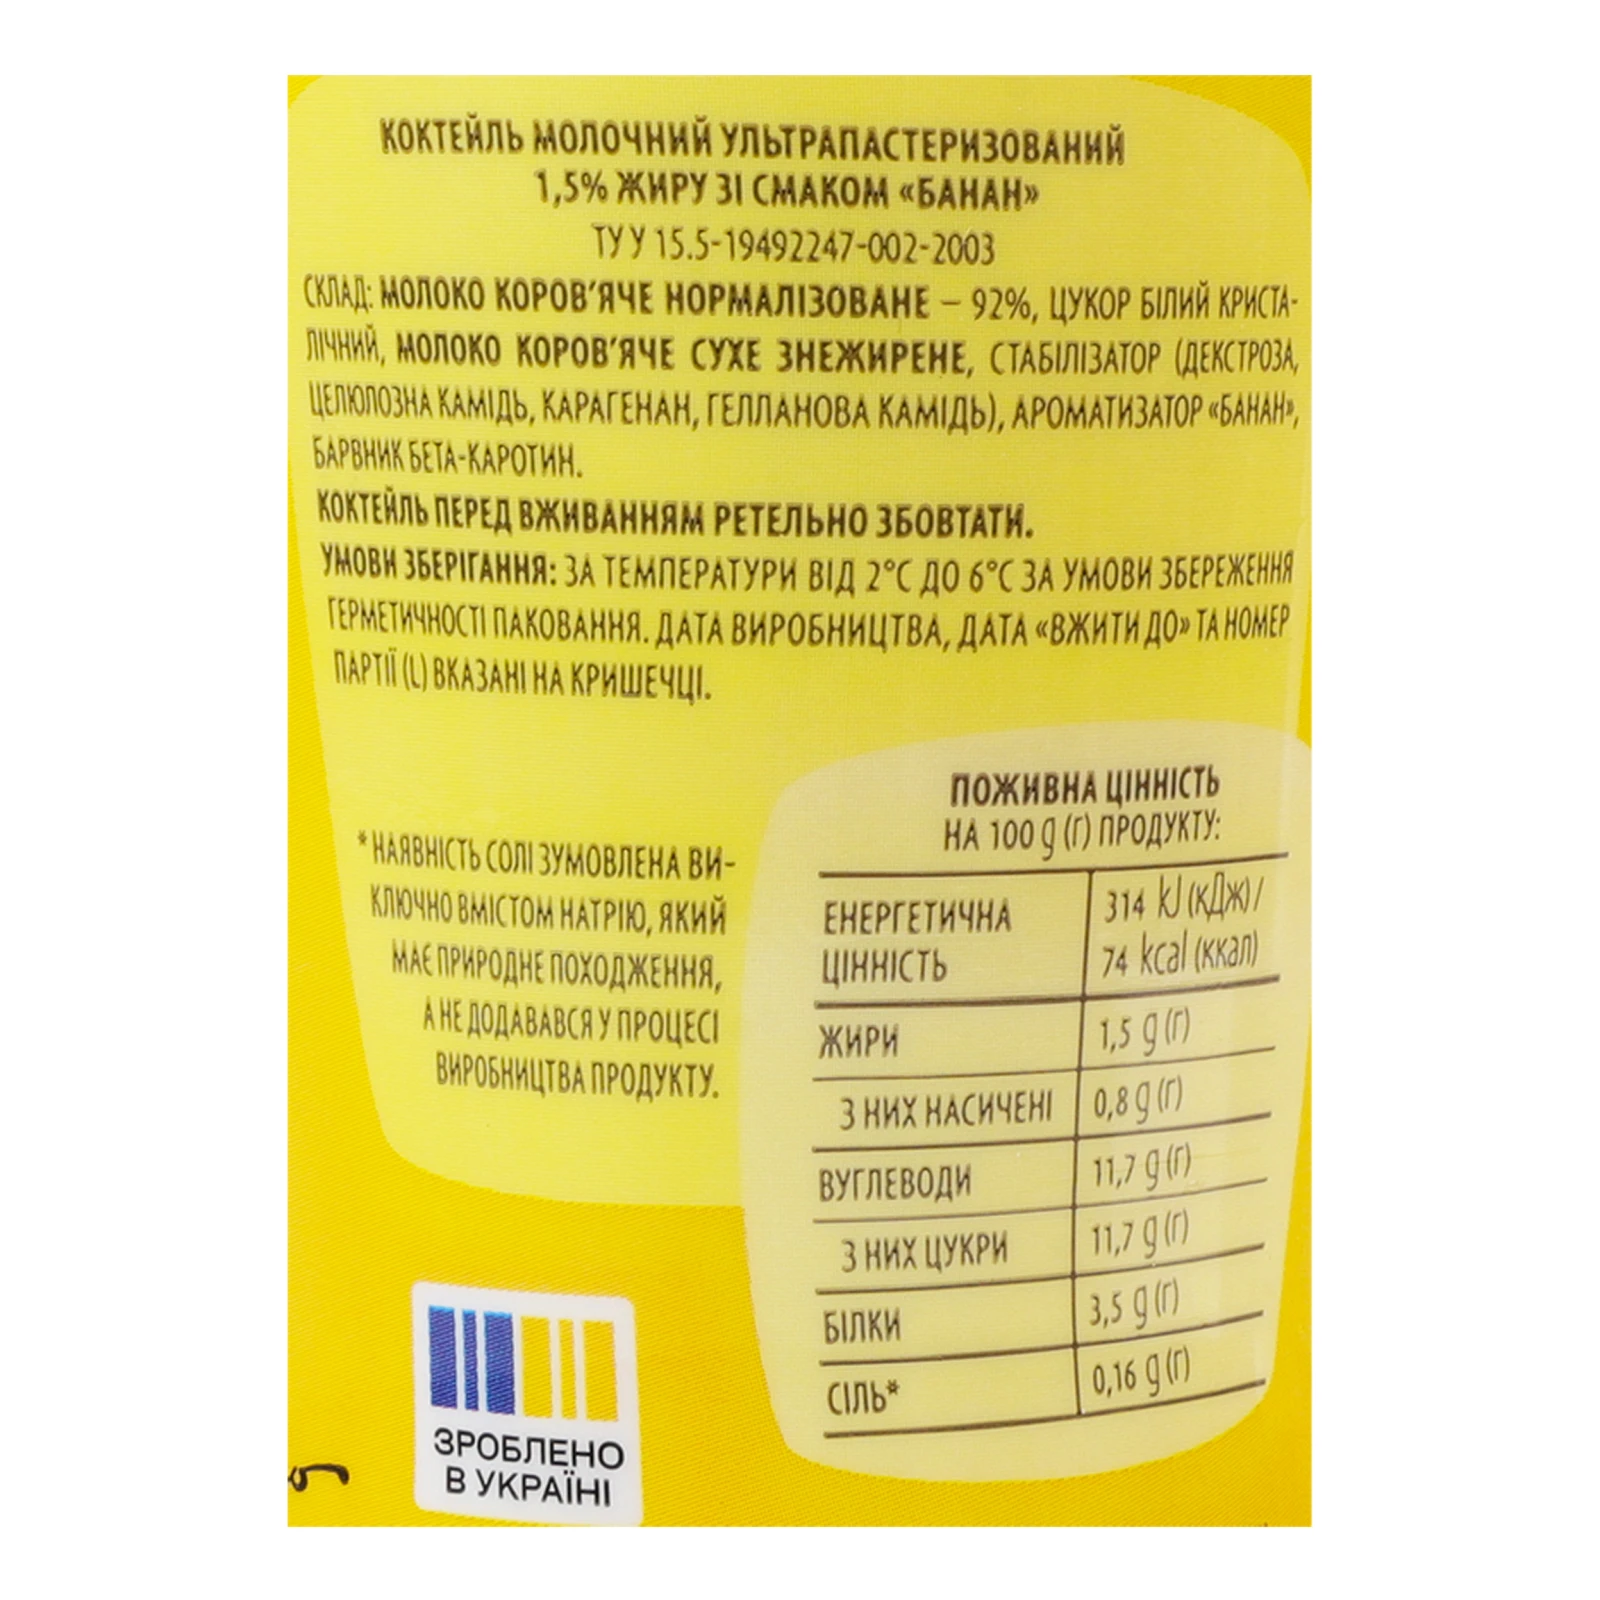 КОКТЕЙЛЬ МОЛОЧНИЙ УЛЬТРАПАСТЕРИЗОВАНИЙ
1,5% ЖИРУ ЗІ СМАКОМ «БАНАН»
ТУ У 15.5-19492247-002-2003
СКЛАД: МОЛОКО КОРОВ'ЯЧЕ НОРМАЛІЗОВАНЕ – 92%, ЦУКОР БІЛИЙ КРИСТА-
ЛІЧНИЙ, МОЛОКО КОРОВ'ЯЧЕ СУХЕ ЗНЕЖИРЕНЕ, СТАБІЛІЗАТОР (ДЕКСТРОЗА,
ЦЕЛЮЛОЗНА КАМІДЬ, КАРАГЕНАН, ГЕЛЛАНОВА КАМІДЬ), АРОМАТИЗАТОР «БАНАН»,
БАРВНИК БЕТА-КАРОТИН.
КОКТЕЙЛЬ ПЕРЕД ВЖИВАННЯМ РЕТЕЛЬНО ЗБОВТАТИ.
УМОВИ ЗБЕРІГАННЯ: ЗА ТЕМПЕРАТУРИ ВІД 2°С ДО 6°С ЗА УМОВИ ЗБЕРЕЖЕННЯ
ГЕРМЕТИЧНОСТІ ПАКОВАННЯ. ДАТА ВИРОБНИЦТВА, ДАТА «ВЖИТИ ДО» ТА НОМЕР
ПАРТІЇ (L) ВКАЗАНІ НА КРИШЕЧЦІ.
* НАЯВНІСТЬ СОЛІ ЗУМОВЛЕНА ВИ-
КЛЮЧНО ВМІСТОМ НАТРІЮ, ЯКИЙ
МАЄ ПРИРОДНЕ ПОХОДЖЕННЯ,
А НЕ ДОДАВАВСЯ У ПРОЦЕСІ
ВИРОБНИЦТВА ПРОДУКТУ.
ПОЖИВНА ЦІННІСТЬ
НА 100 g (г) ПРОДУКТУ:
ЕНЕРГЕТИЧНА 314 kJ (кДж) /
ЦІННІСТЬ 74 kcal (ккал)
ЖИРИ 1,5 g (г)
З НИХ НАСИЧЕНІ 0,8 g (г)
ВУГЛЕВОДИ 11,7 g (г)
З НИХ ЦУКРИ 11,7 g (г)
БІЛКИ 3,5 g (г)
СІЛЬ* 0,16 g (г)
ЗРОБЛЕНО
В УКРАЇНІ